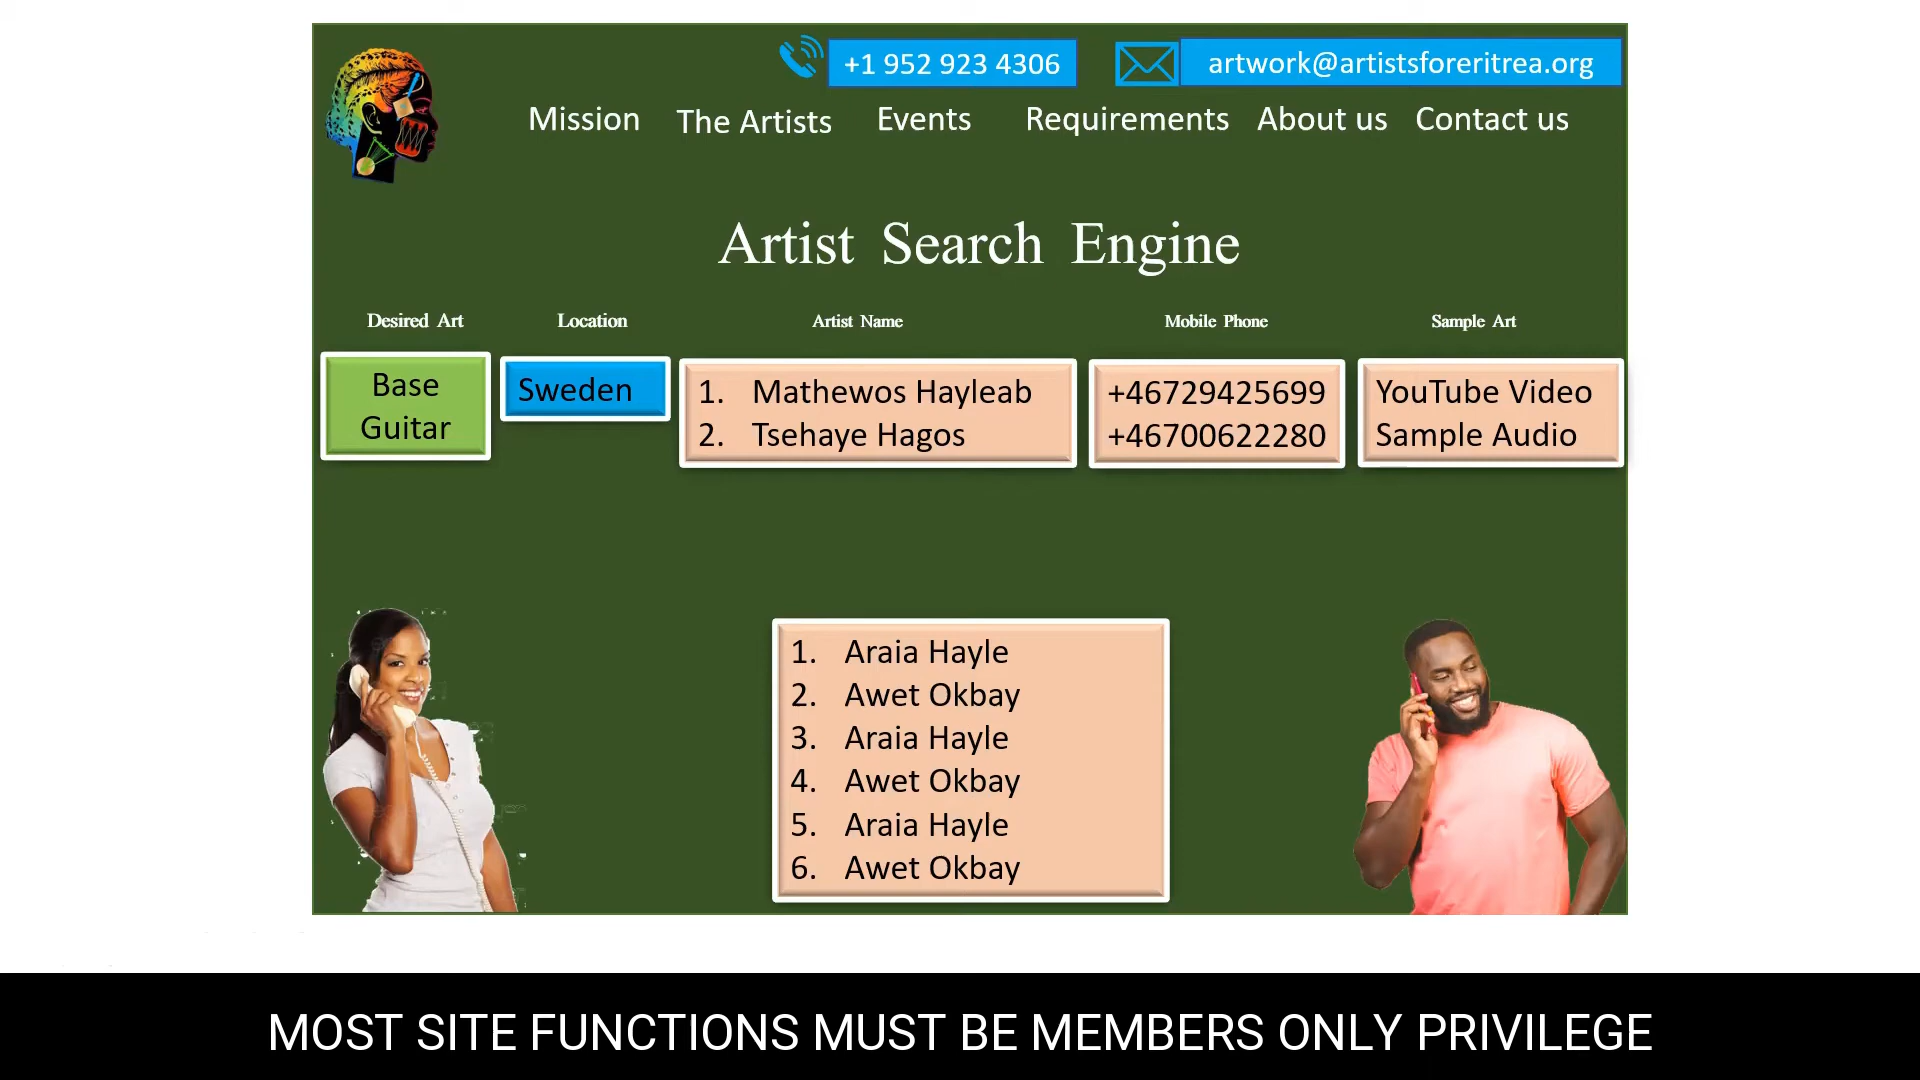 +1 952 923 4306
artwork@artistsforeritrea.org
Mission The Artists Events Requirements About us Contact us
Artist Search Engine
Desired Art Location Artist Name Mobile Phone Sample Art
Base
Guitar
Sweden
1. Mathewos Hayleab
2. Tsehaye Hagos
+46729425699
+46700622280
YouTube Video
Sample Audio
1. Araia Hayle
2. Awet Okbay
3. Araia Hayle
4. Awet Okbay
5. Araia Hayle
6. Awet Okbay
MOST SITE FUNCTIONS MUST BE MEMBERS ONLY PRIVILEGE